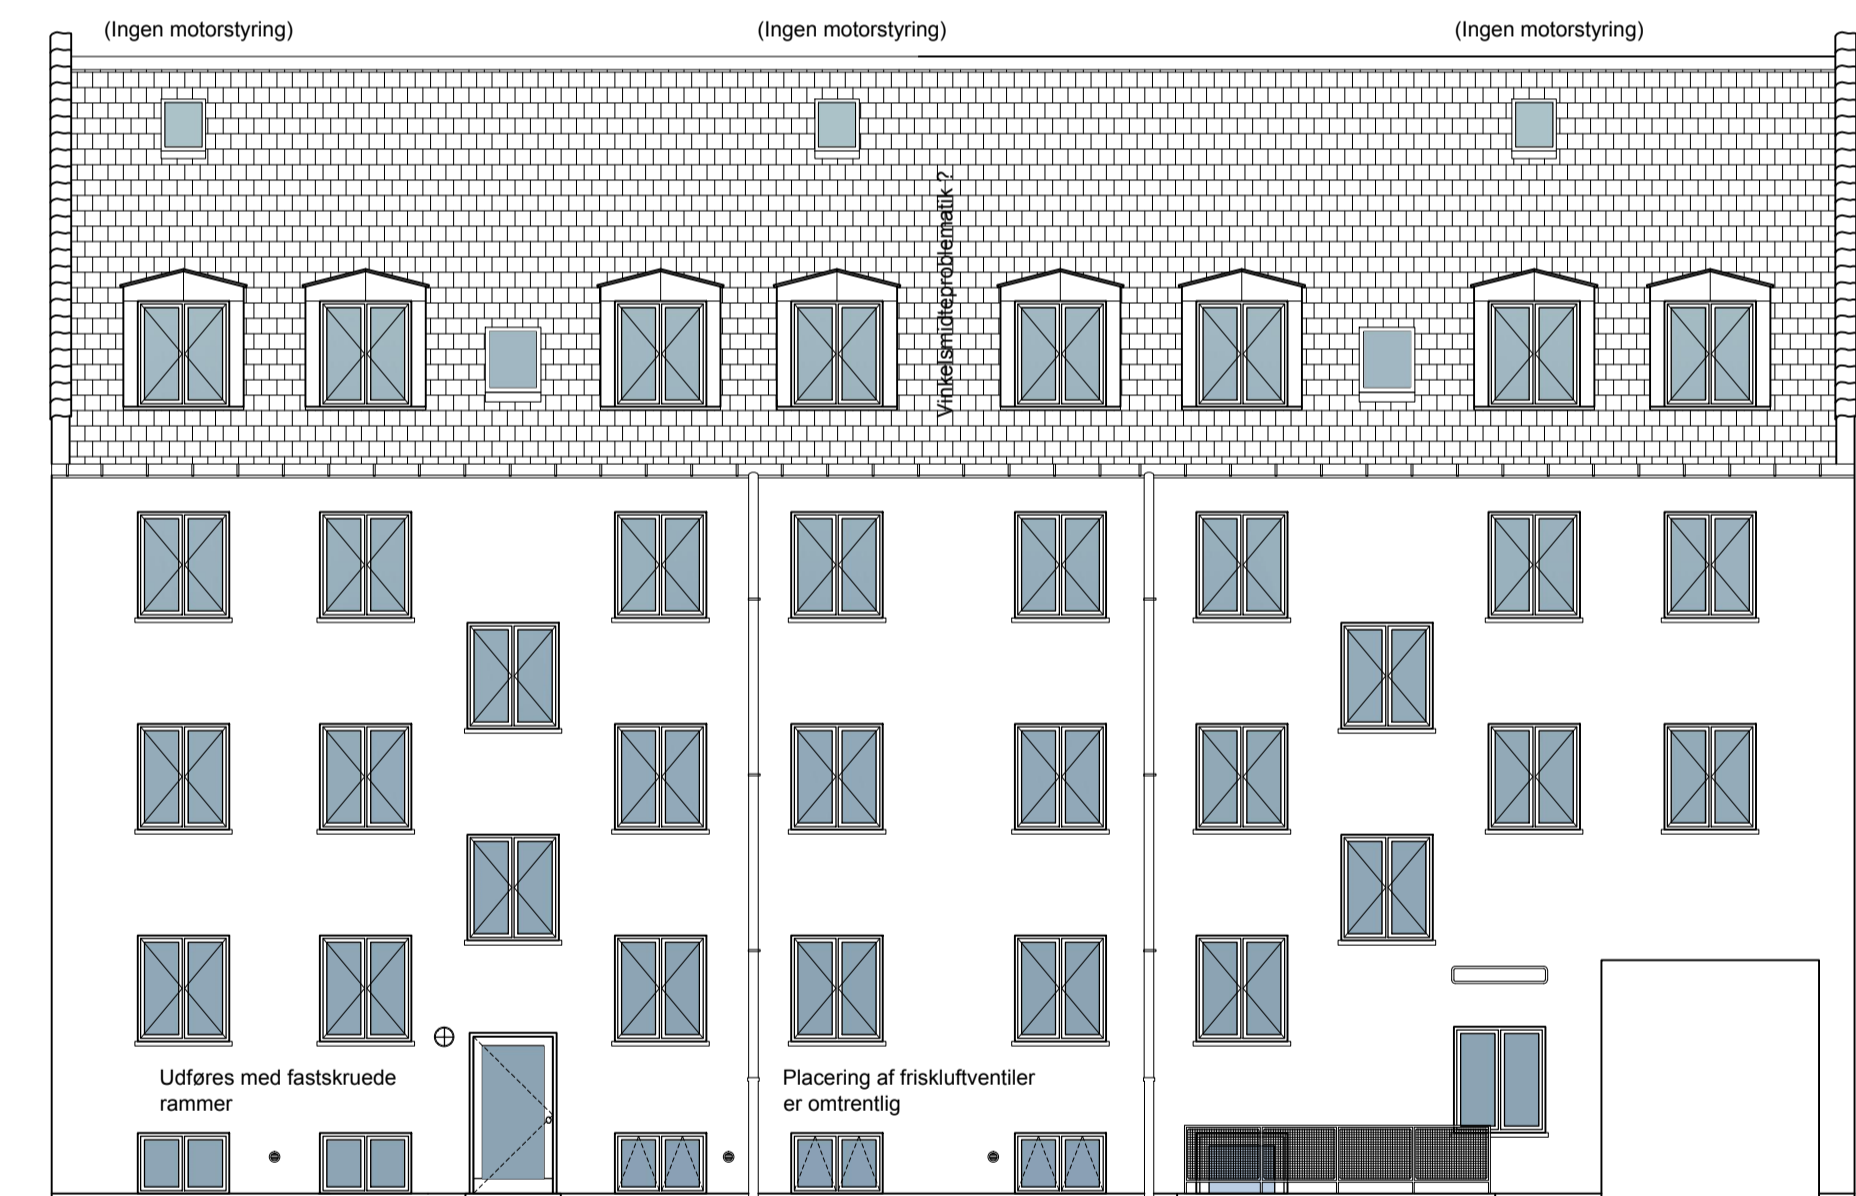 (Ingen motorstyring)
(Ingen motorstyring)
(Ingen motorstyring)
Vinkelsmidteproblematik ?
Udføres med fastskruede
rammer
Placering af friskluftventiler
er omtrentlig